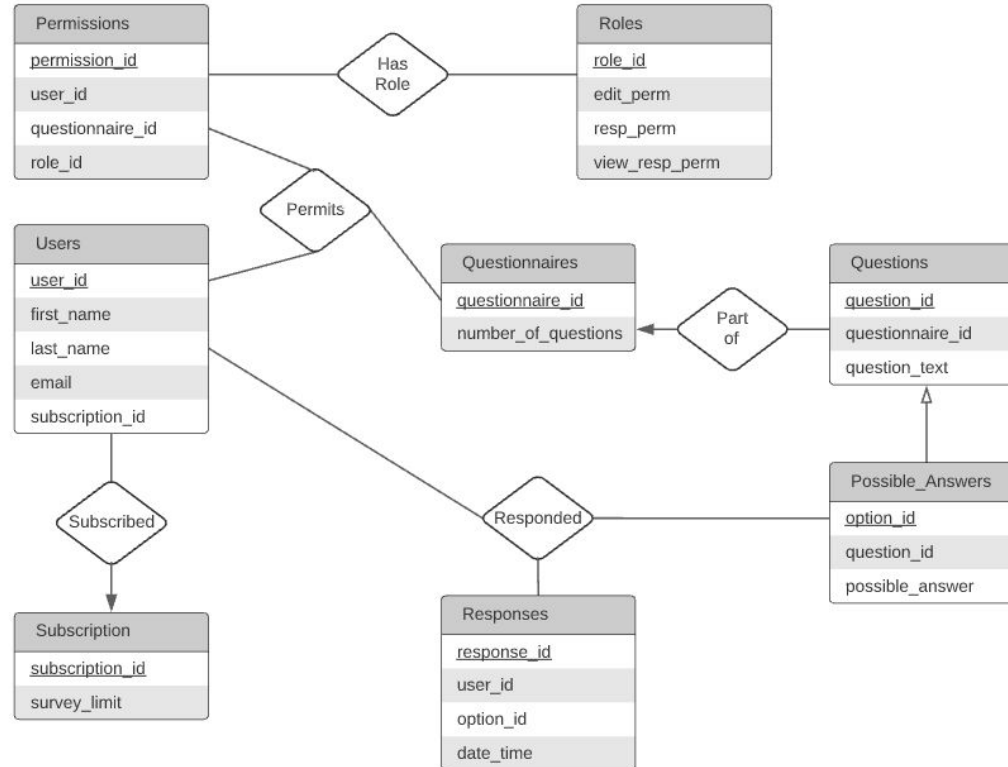 Permissions
permission_id
user_id
questionnaire_id
role_id
Has
Role
Roles
role_id
edit_perm
resp_perm
view_resp_perm
Permits
Users
user_id
first_name
last_name
email
subscription_id
Questionnaires
questionnaire_id
number_of_questions
Part
of
Questions
question_id
questionnaire_id
question_text
Subscribed
Responded
Possible_Answers
option_id
question_id
possible_answer
Subscription
subscription_id
survey_limit
Responses
response_id
user_id
option_id
date_time